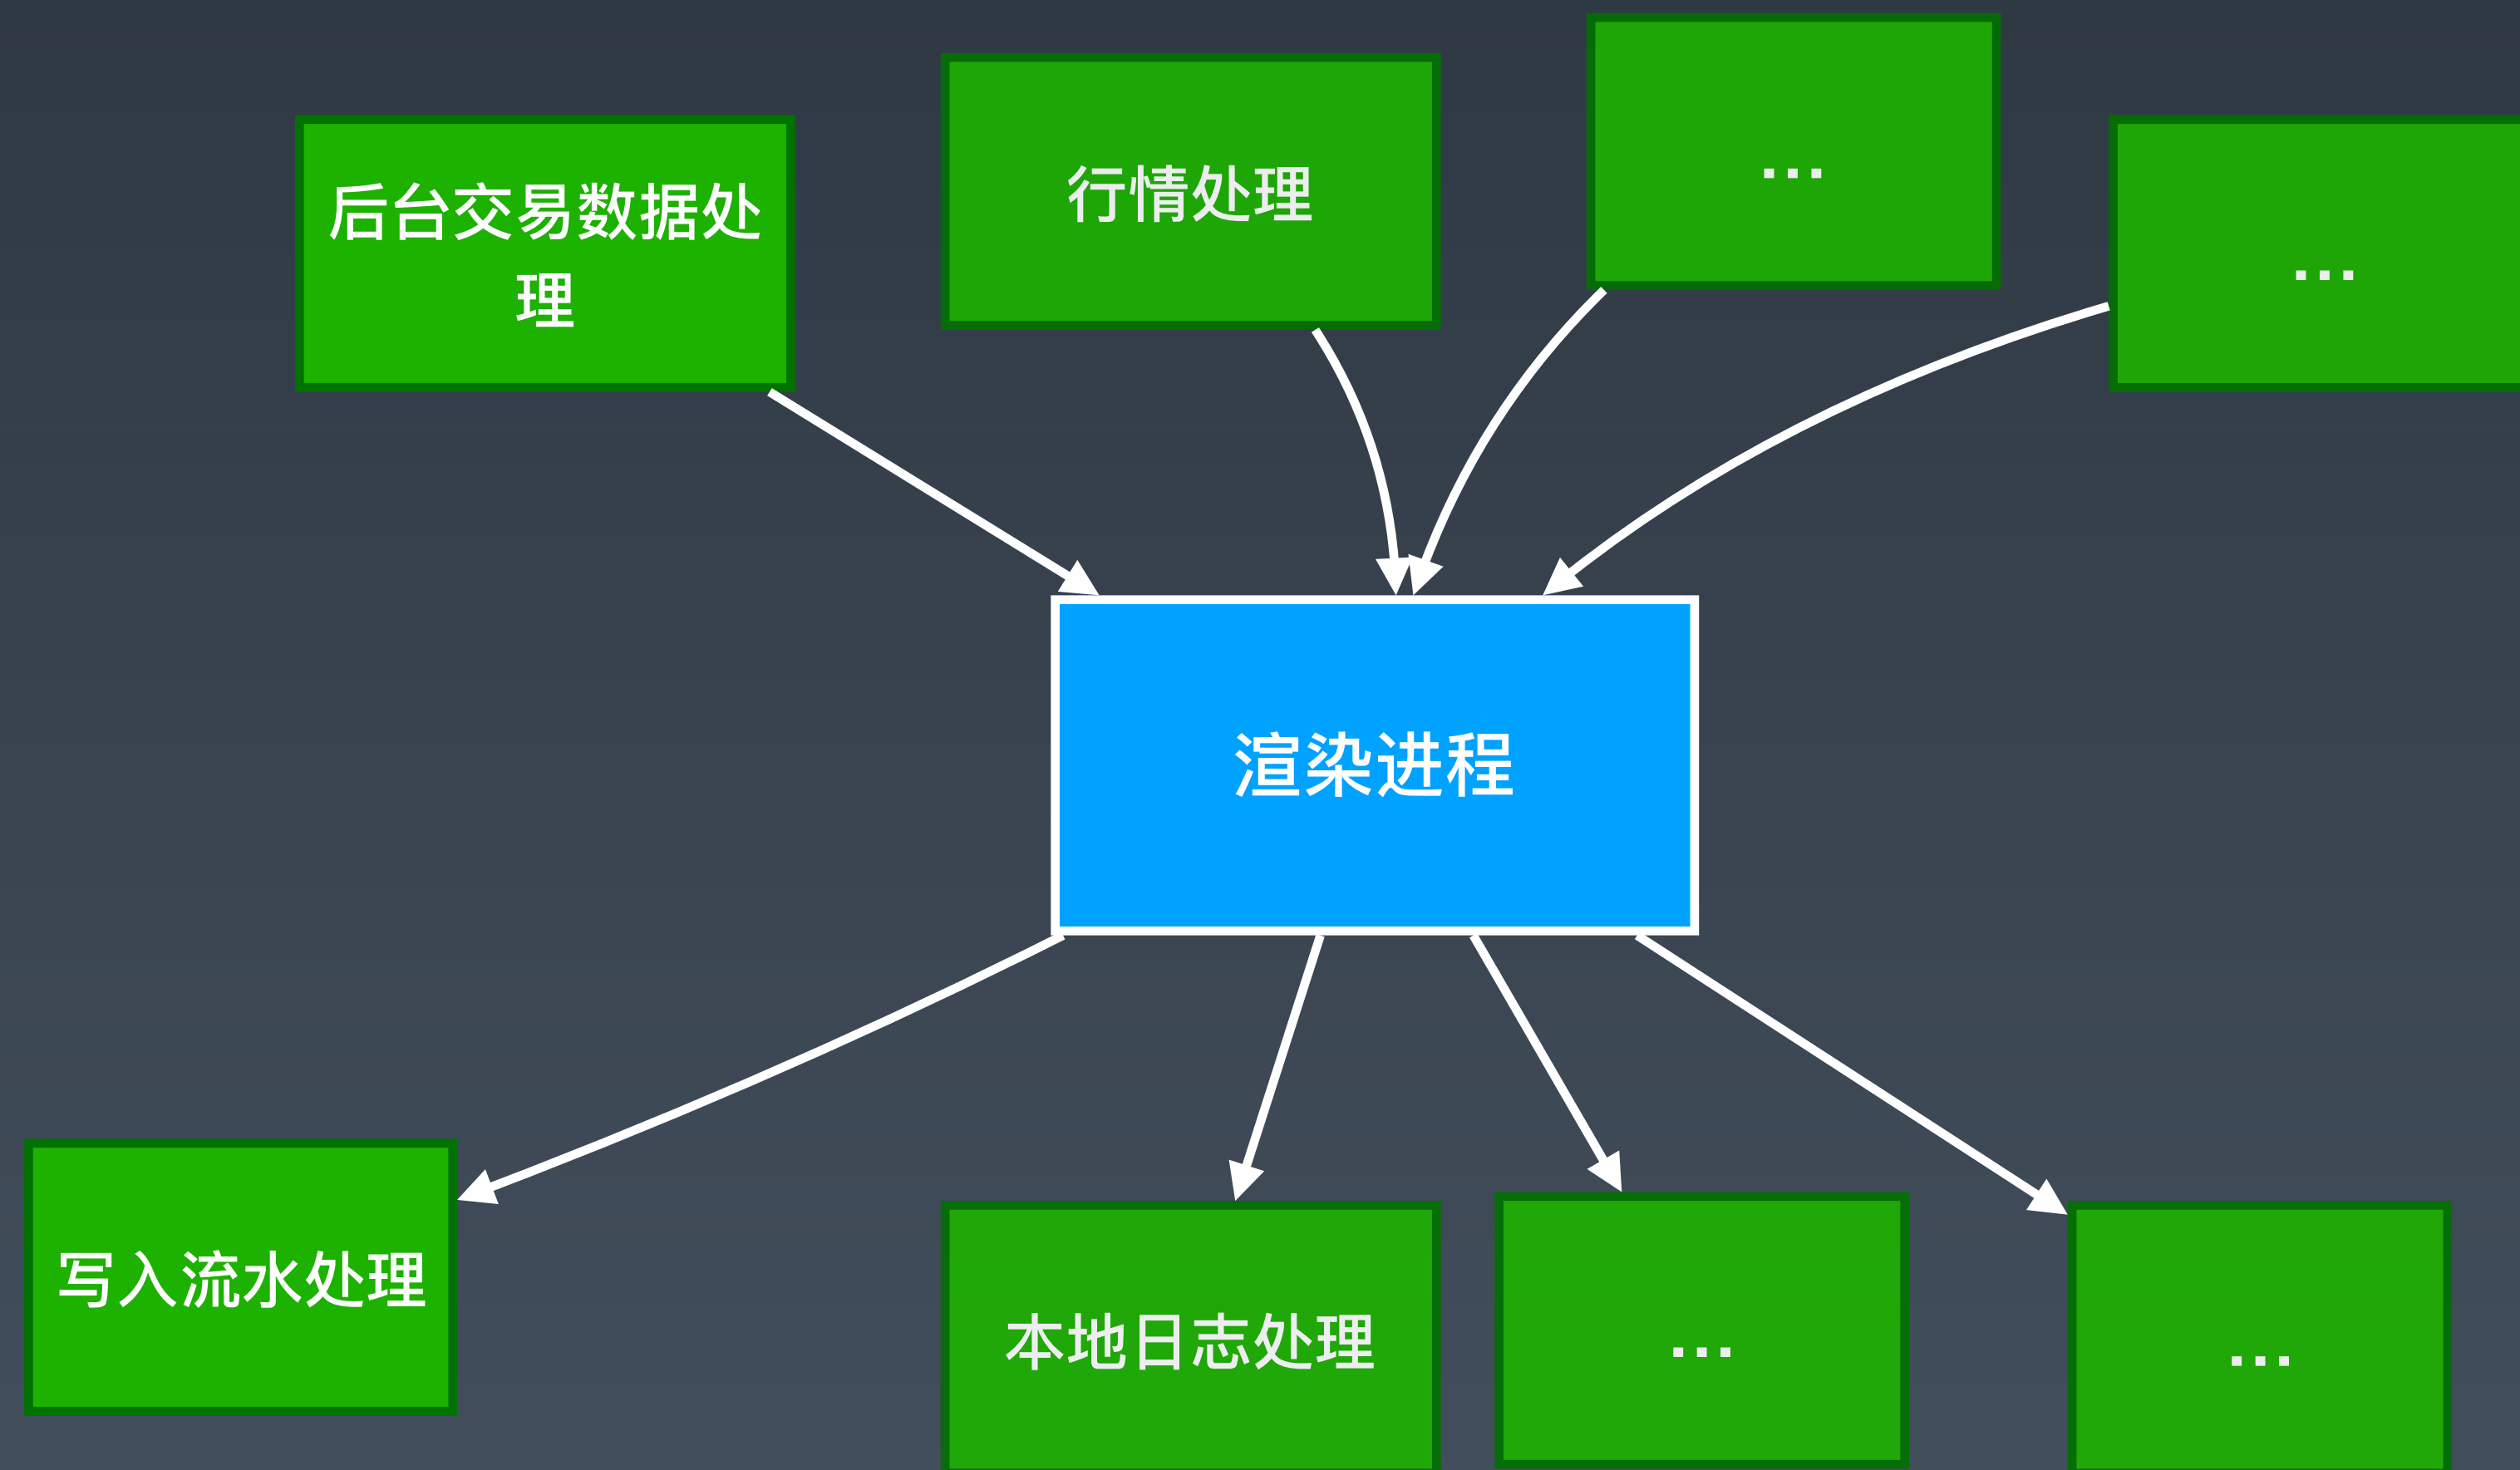 后台交易数据处
理
行情处理
...
...
渲染进程
写入流水处理
本地日志处理
...
...